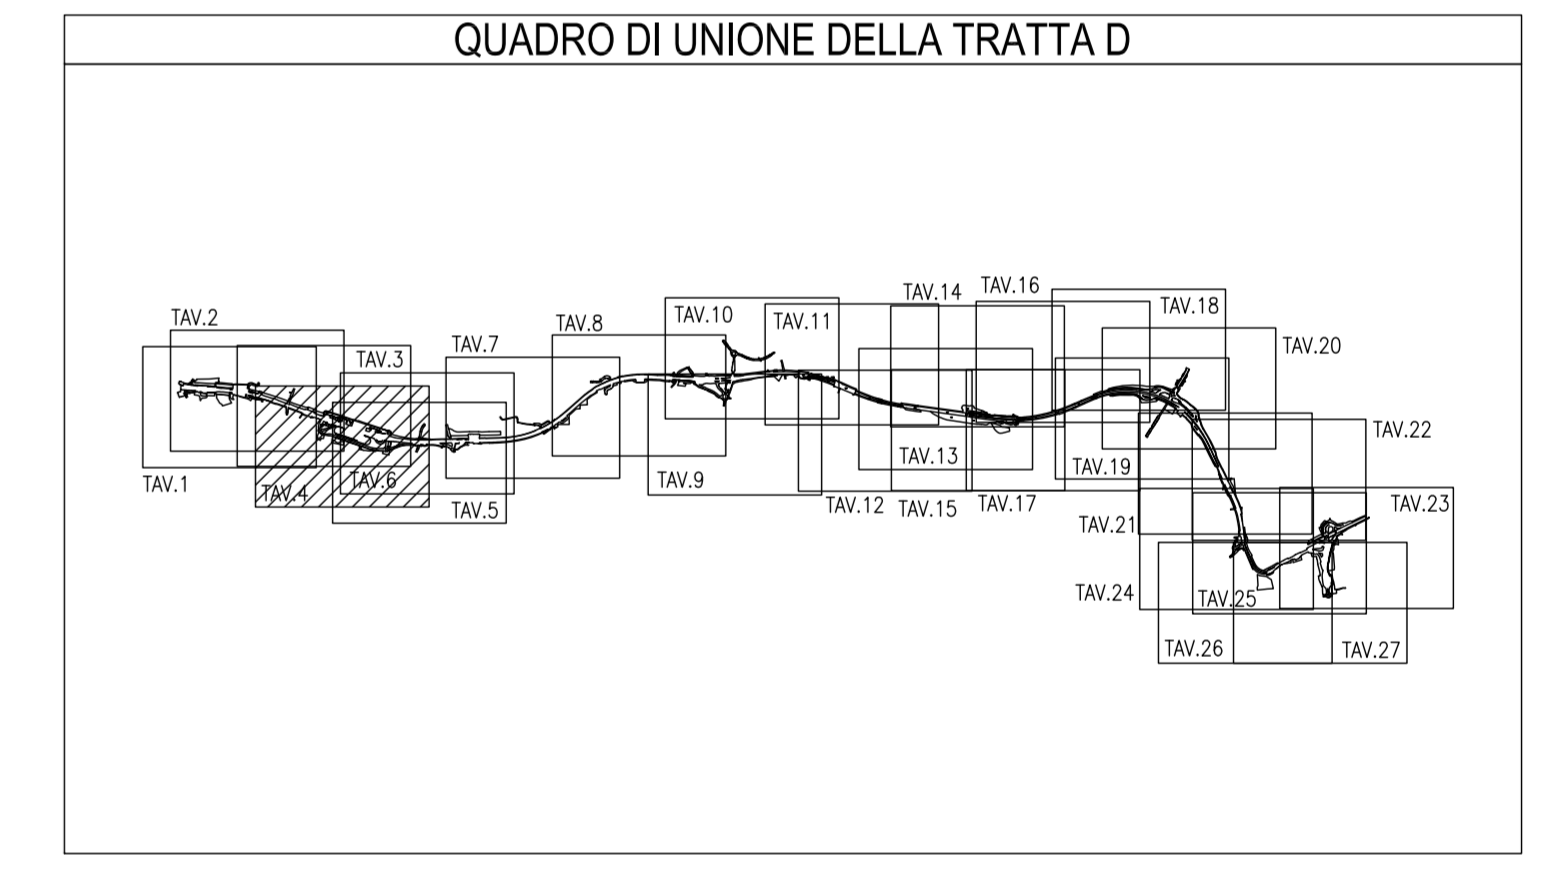 QUADRO DI UNIONE DELLA TRATTA D
TAV.2
TAV.3
TAV.7
TAV.8
TAV.10
TAV.11
TAV.14
TAV.16
TAV.18
TAV.20
TAV.1
TAV.4
TAV.6
TAV.5
TAV.9
TAV.12
TAV.13
TAV.15
TAV.17
TAV.19
TAV.22
TAV.21
TAV.23
TAV.24
TAV.25
TAV.26
TAV.27